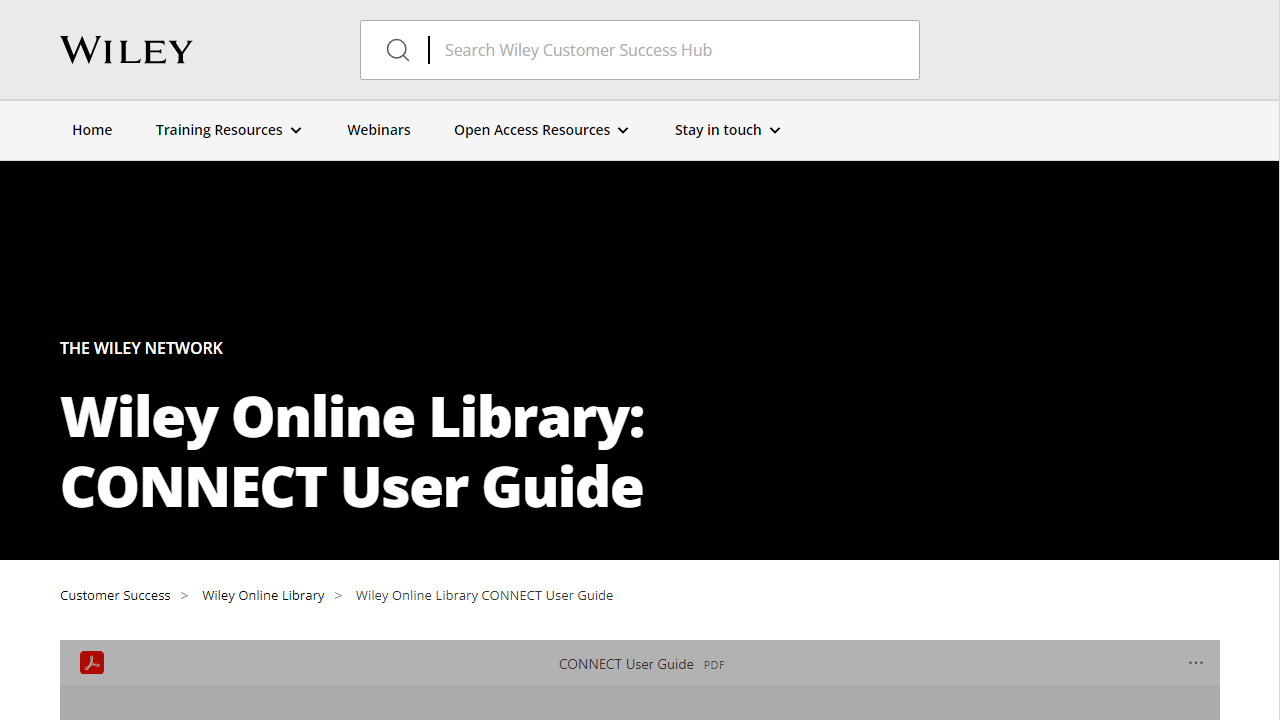 WILEY
Search Wiley Customer Success Hub
Home
Training Resources
Webinars
Open Access Resources
Stay in touch
THE WILEY NETWORK
Wiley Online Library:
CONNECT User Guide
Customer Success > Wiley Online Library > Wiley Online Library CONNECT User Guide
CONNECT User Guide PDF